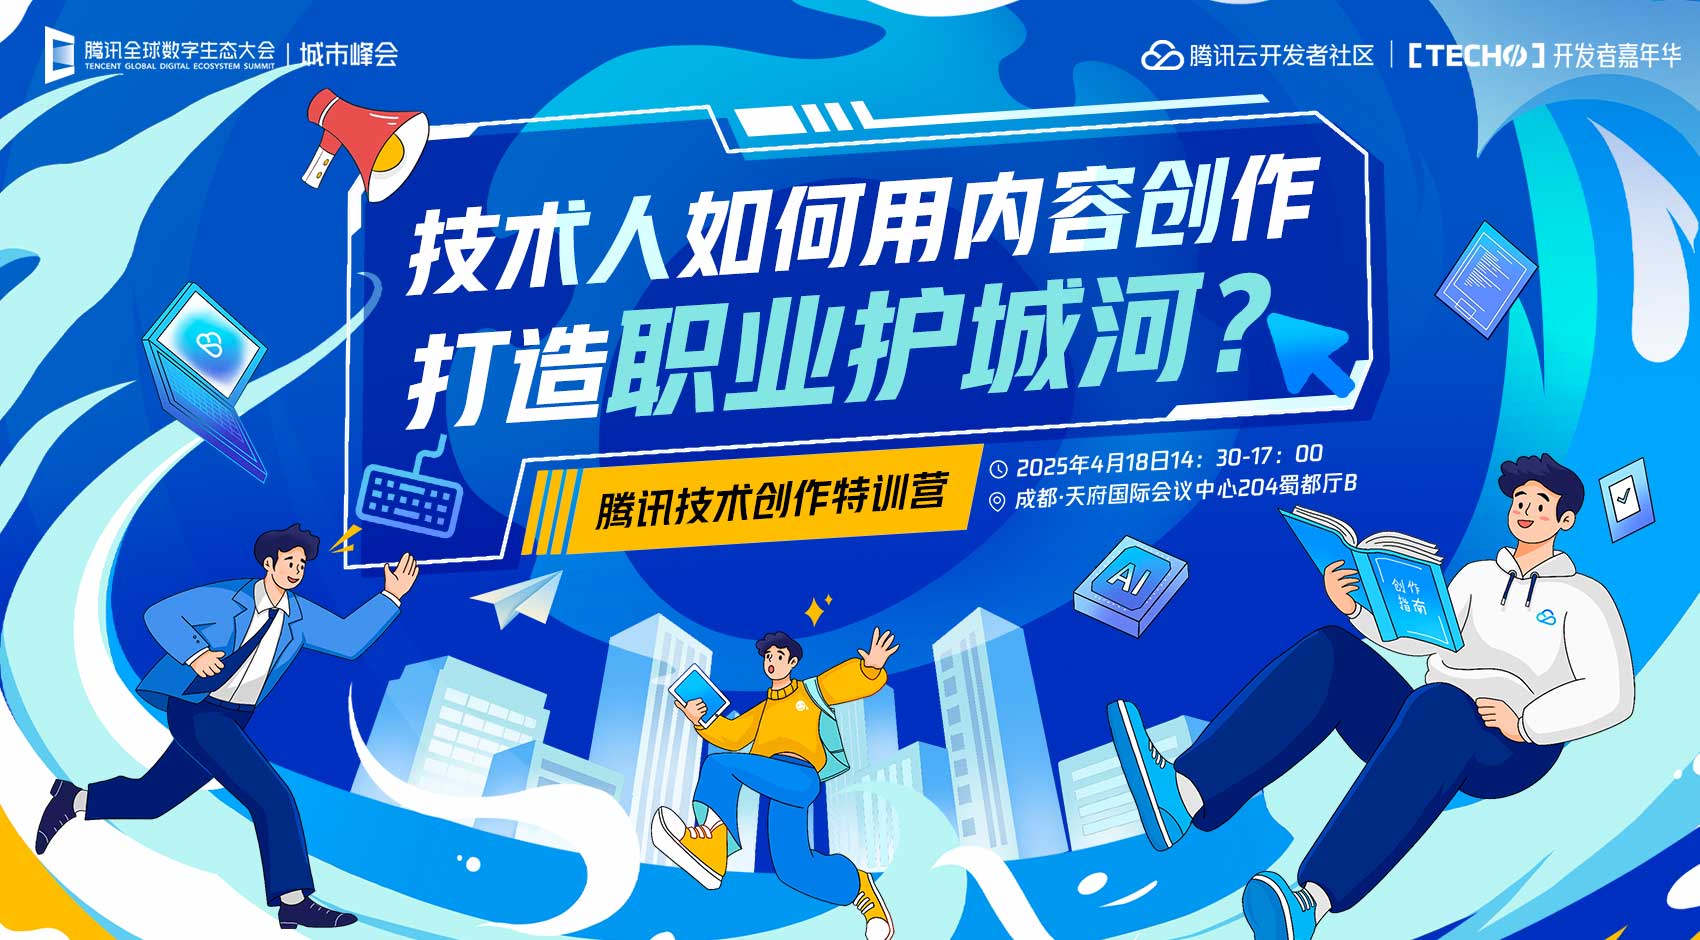 腾讯全球数字生态大会 | 城市峰会
TENCENT GLOBAL DIGITAL ECOSYSTEM SUMMIT
腾讯云开发者社区 | [TECHO] 开发者嘉年华
技术人如何用内容创作
打造职业护城河？
腾讯技术创作特训营
2025年4月18日14：30-17：00
成都·天府国际会议中心204蜀都厅B
AI
创作
指南